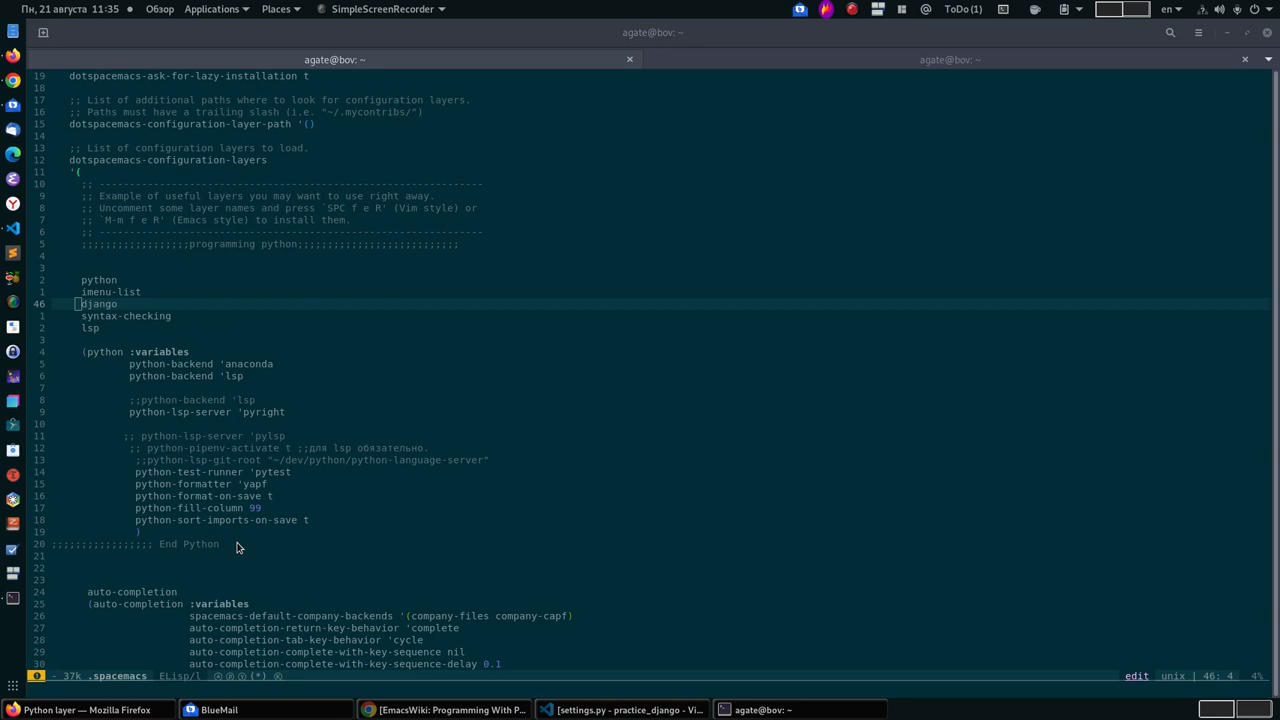 Пн, 21 августа 11:35 Обзор Applications Places SimpleScreenRecorder ToDo (1) en
agate@bov: ~
agate@bov: ~ agate@bov: ~
19 dotspacemacs-ask-for-lazy-installation t
18
17 ;; List of additional paths where to look for configuration layers.
16 ;; Paths must have a trailing slash (i.e. "~/.mycontribs/")
15 dotspacemacs-configuration-layer-path '()
14
13 ;; List of configuration layers to load.
12 dotspacemacs-configuration-layers
11 '(
10 ;; ----------------------------------------------------------------
9 ;; Example of useful layers you may want to use right away.
8 ;; Uncomment some layer names and press `SPC f e R' (Vim style) or
7 ;; `M-m f e R' (Emacs style) to install them.
6 ;; ----------------------------------------------------------------
5 ;;;;;;;;;;;;;;;;;;programming python;;;;;;;;;;;;;;;;;;;;;;;;;;;
4
3
2 python
1 imenu-list
46 django
1 syntax-checking
2 lsp
3
4 (python :variables
5 python-backend 'anaconda
6 python-backend 'lsp
7
8 ;;python-backend 'lsp
9 python-lsp-server 'pyright
10
11 ;; python-lsp-server 'pylsp
12 ;; python-pipenv-activate t ;;для lsp обязательно.
13 ;;python-lsp-git-root "~/dev/python/python-language-server"
14 python-test-runner 'pytest
15 python-formatter 'yapf
16 python-format-on-save t
17 python-fill-column 99
18 python-sort-imports-on-save t
19 )
20 ;;;;;;;;;;;;;;;;; End Python
21
22
23
24 auto-completion
25 (auto-completion :variables
26 spacemacs-default-company-backends '(company-files company-capf)
27 auto-completion-return-key-behavior 'complete
28 auto-completion-tab-key-behavior 'cycle
29 auto-completion-complete-with-key-sequence nil
30 auto-completion-complete-with-key-sequence-delay 0.1
- 37k .spacemacs ELisp/l ⓐⓟⓨ(*) Ⓚ edit unix | 46: 4 4%
Python layer — Mozilla Firefox BlueMail [EmacsWiki: Programming With P... [settings.py - practice_django - Vi... agate@bov: ~